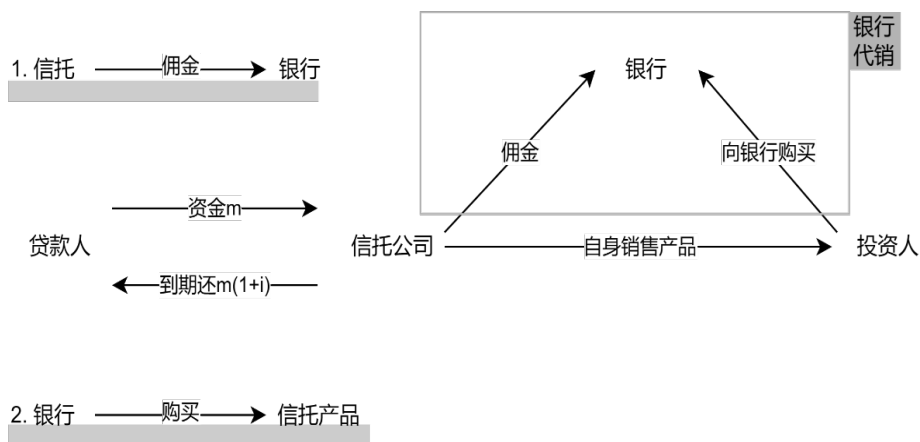 银行
代销
1. 信托 佣金 银行
银行
佣金 向银行购买
资金m
贷款人 信托公司 自身销售产品 投资人
到期还m(1+i)
2. 银行 购买 信托产品